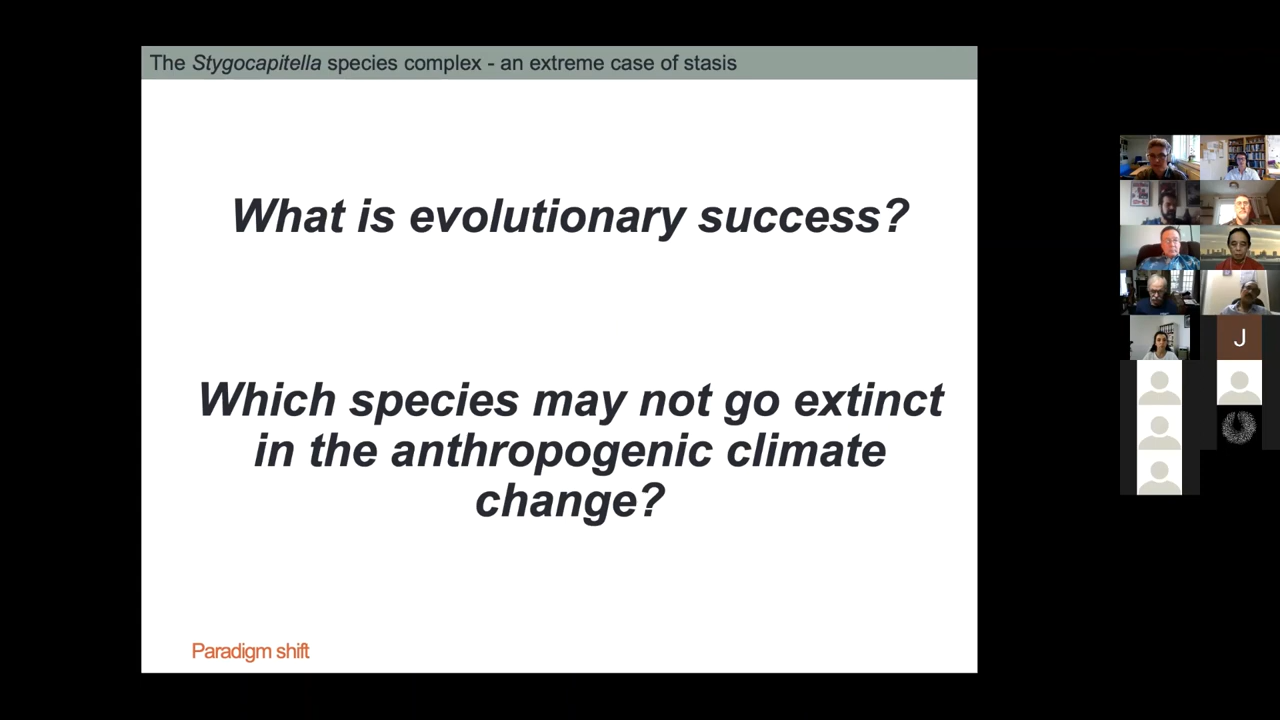 The Stygocapitella species complex - an extreme case of stasis
What is evolutionary success?
Which species may not go extinct
in the anthropogenic climate
change?
Paradigm shift
J